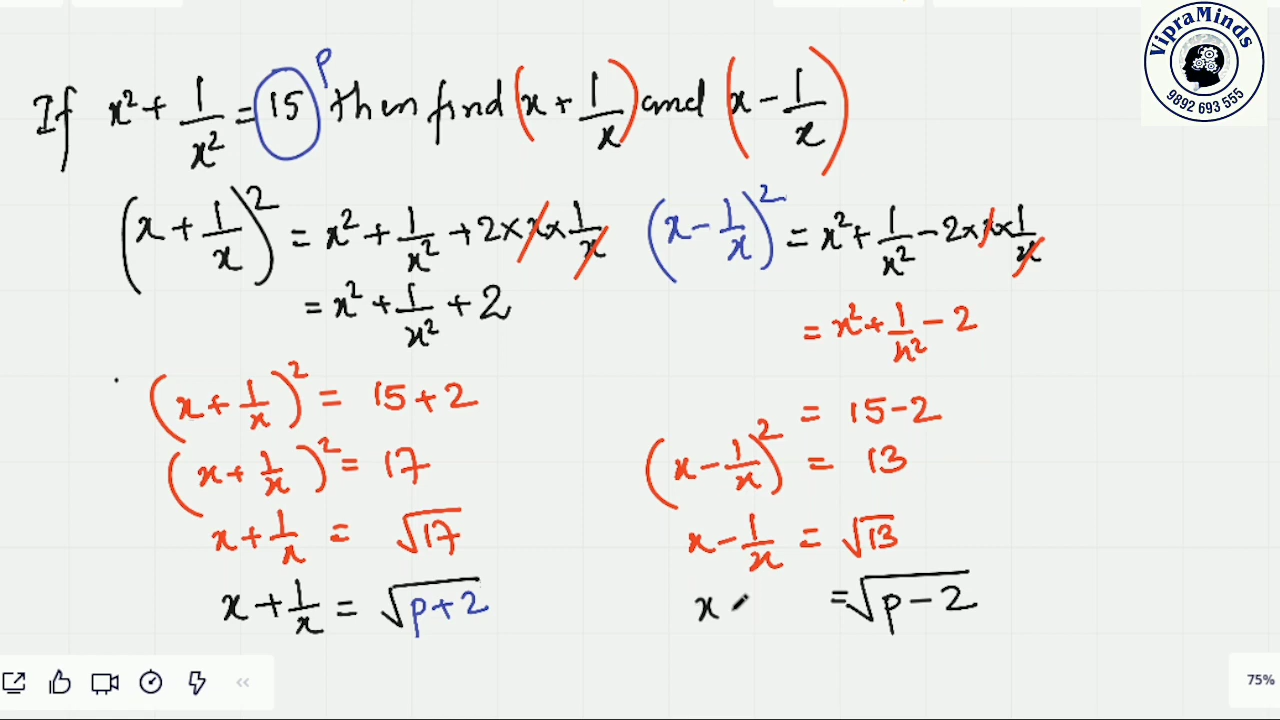 VipraMinds
9892 693 555
P
If x² + 1/x² = 15 then find (x + 1/x) and (x - 1/x)
(x + 1/x)² = x² + 1/x² + 2 × x × 1/x
= x² + 1/x² + 2
(x + 1/x)² = 15 + 2
(x + 1/x)² = 17
x + 1/x = √17
x + 1/x = √(p + 2)
(x - 1/x)² = x² + 1/x² - 2 × x × 1/x
= x² + 1/x² - 2
= 15 - 2
(x - 1/x)² = 13
x - 1/x = √13
x - = √(p - 2)
75%